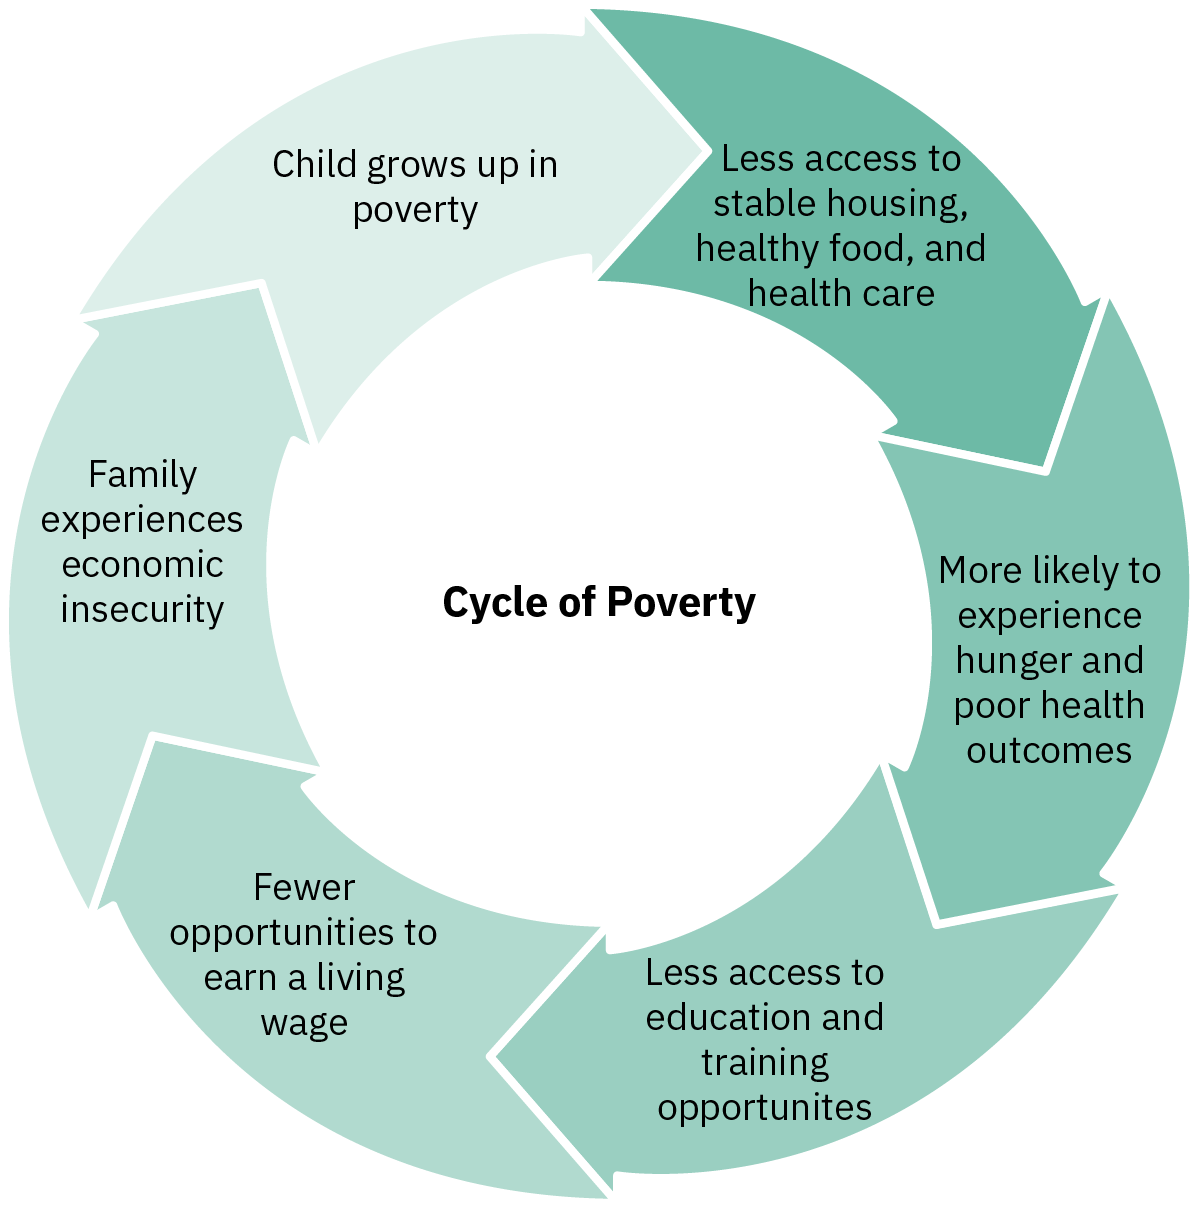 Child grows up in
poverty
Less access to
stable housing,
healthy food, and
health care
More likely to
experience
hunger and
poor health
outcomes
Less access to
education and
training
opportunites
Fewer
opportunities to
earn a living
wage
Family
experiences
economic
insecurity
Cycle of Poverty